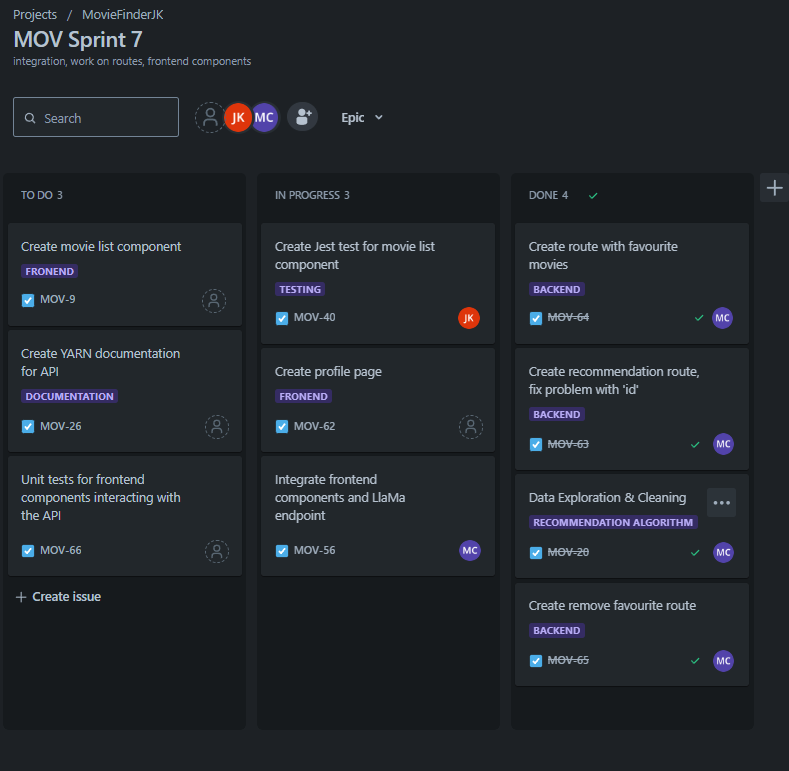 Projects / MovieFinderJK
MOV Sprint 7
integration, work on routes, frontend components
Search
JK
MC
Epic
TO DO 3
Create movie list component
FRONEND
MOV-9
Create YARN documentation
for API
DOCUMENTATION
MOV-26
Unit tests for frontend
components interacting with
the API
MOV-66
Create issue
IN PROGRESS 3
Create Jest test for movie list
component
TESTING
MOV-40
JK
Create profile page
FRONEND
MOV-62
Integrate frontend
components and LlaMa
endpoint
MOV-56
MC
DONE 4
Create route with favourite
movies
BACKEND
MOV-64
MC
Create recommendation route,
fix problem with 'id'
BACKEND
MOV-63
MC
Data Exploration & Cleaning
RECOMMENDATION ALGORITHM
MOV-20
MC
Create remove favourite route
BACKEND
MOV-65
MC